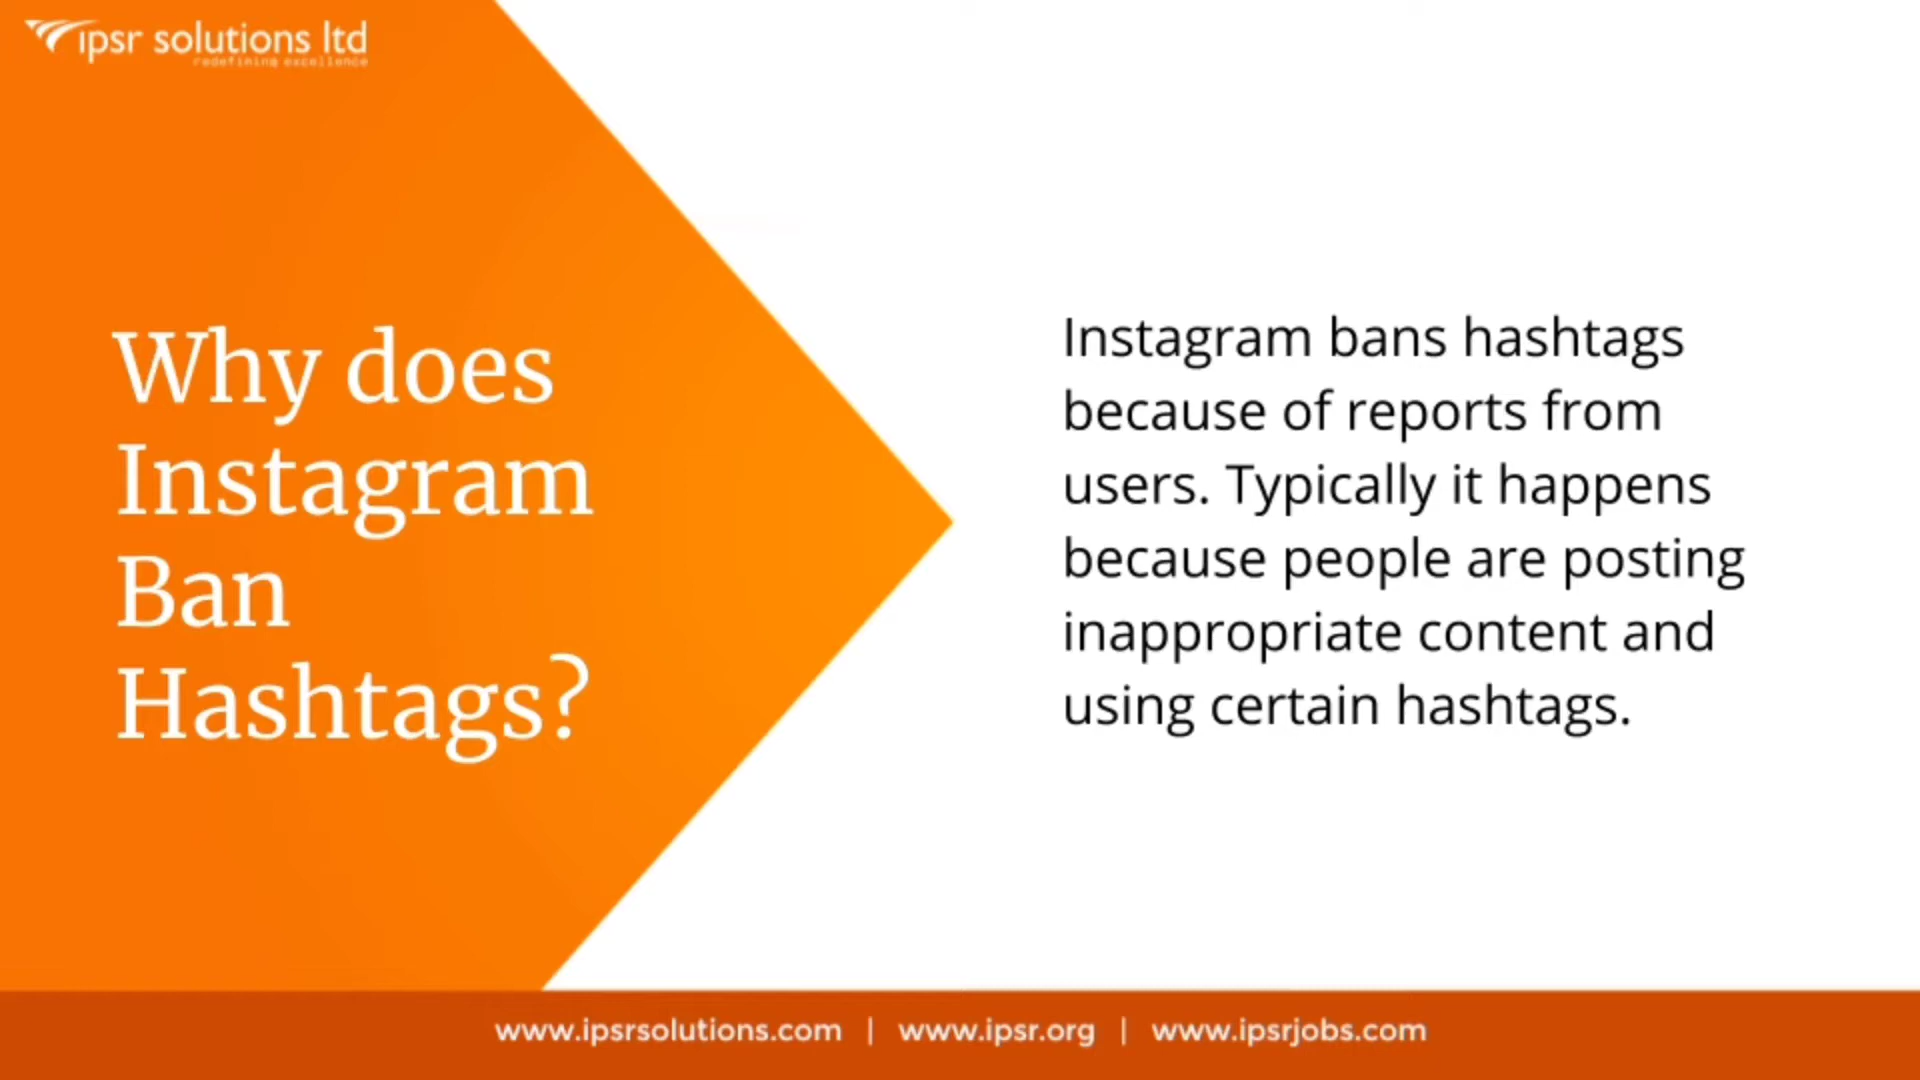 ipsr solutions ltd
redefining excellence
Why does
Instagram
Ban
Hashtags?
Instagram bans hashtags
because of reports from
users. Typically it happens
because people are posting
inappropriate content and
using certain hashtags.
www.ipsrsolutions.com | www.ipsr.org | www.ipsrjobs.com